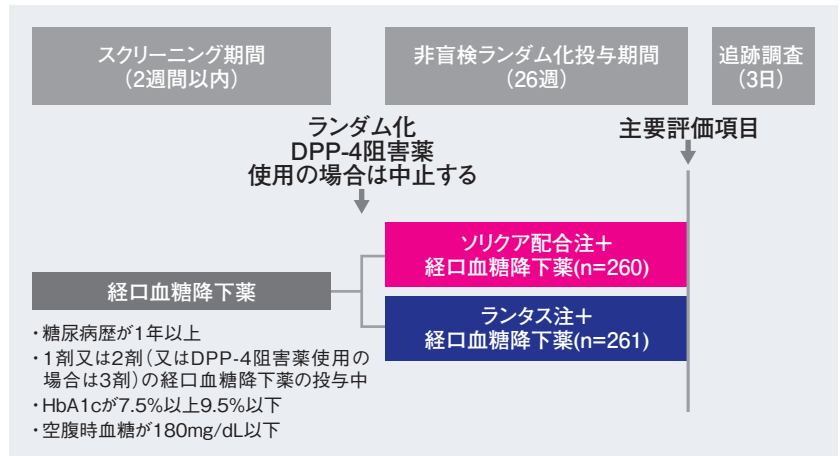 スクリーニング期間
（2週間以内）
非盲検ランダム化投与期間
（26週）
追跡調査
（3日）
ランダム化
DPP-4阻害薬
使用の場合は中止する
主要評価項目
ソリクア配合注＋
経口血糖降下薬(n=260)
経口血糖降下薬
ランタス注＋
経口血糖降下薬(n=261)
・糖尿病歴が1年以上
・1剤又は2剤（又はDPP-4阻害薬使用の
場合は3剤）の経口血糖降下薬の投与中
・HbA1cが7.5%以上9.5%以下
・空腹時血糖が180mg/dL以下